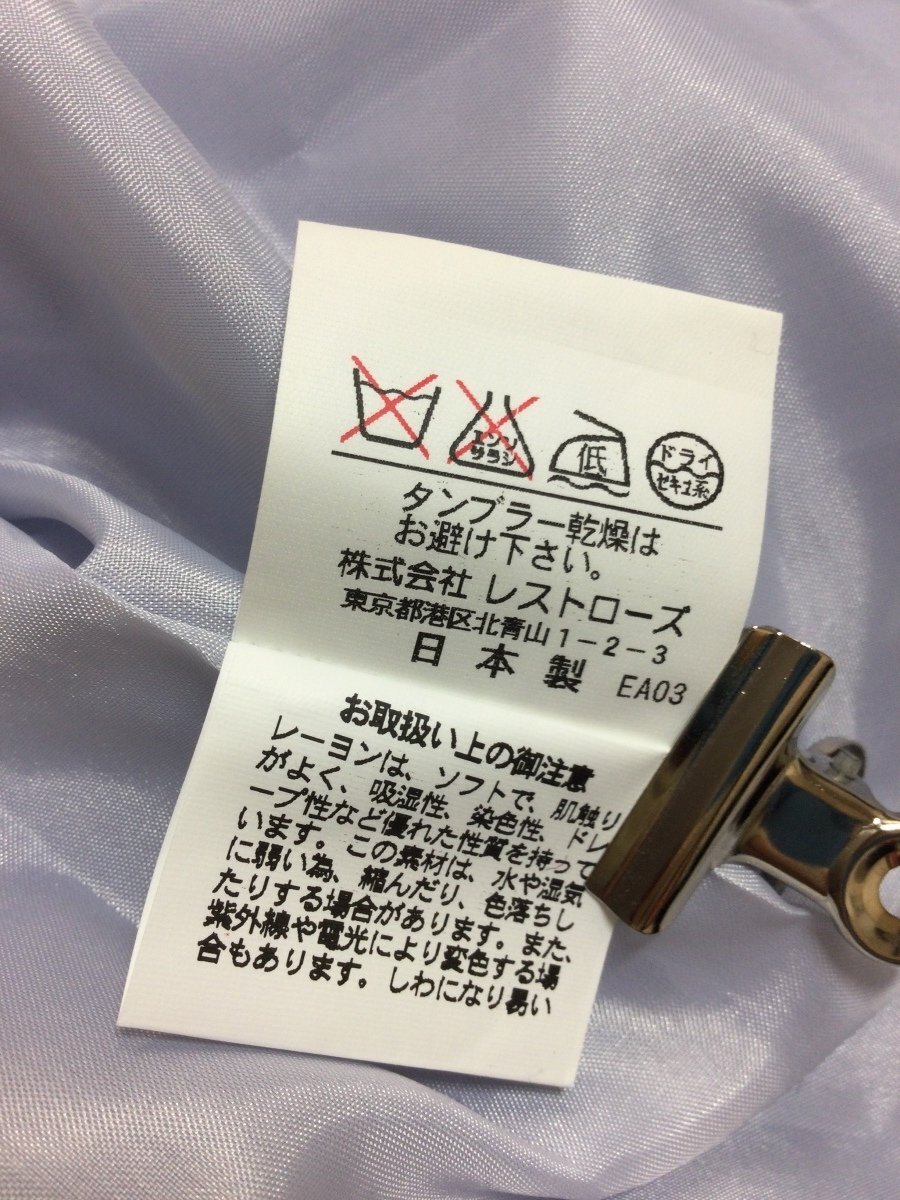 エンソ
サラシ
低
ドライ
セキユ系
タンブラー乾燥は
お避け下さい。
株式会社 レストローズ
東京都港区北青山1-2-3
日本製 EA03
お取扱い上の御注意
レーヨンは、ソフトで、肌触り
がよく、吸湿性、染色性、ドレ
ープ性など優れた性質を持って
います。この素材は、水や湿気
に弱い為、縮んだり、色落ちし
たりする場合があります。また、
紫外線や電光により変色する場
合もあります。しわになり易い